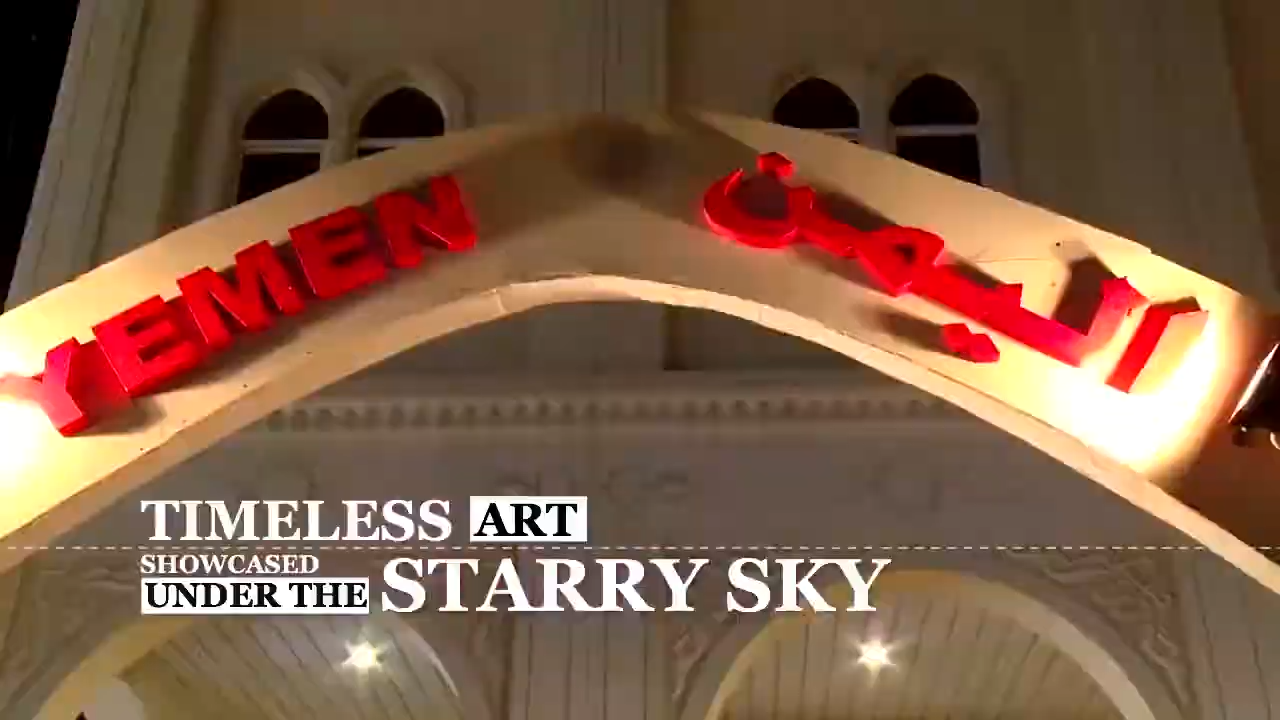 YEMEN
اليمن
TIMELESS ART
SHOWCASED
UNDER THE STARRY SKY